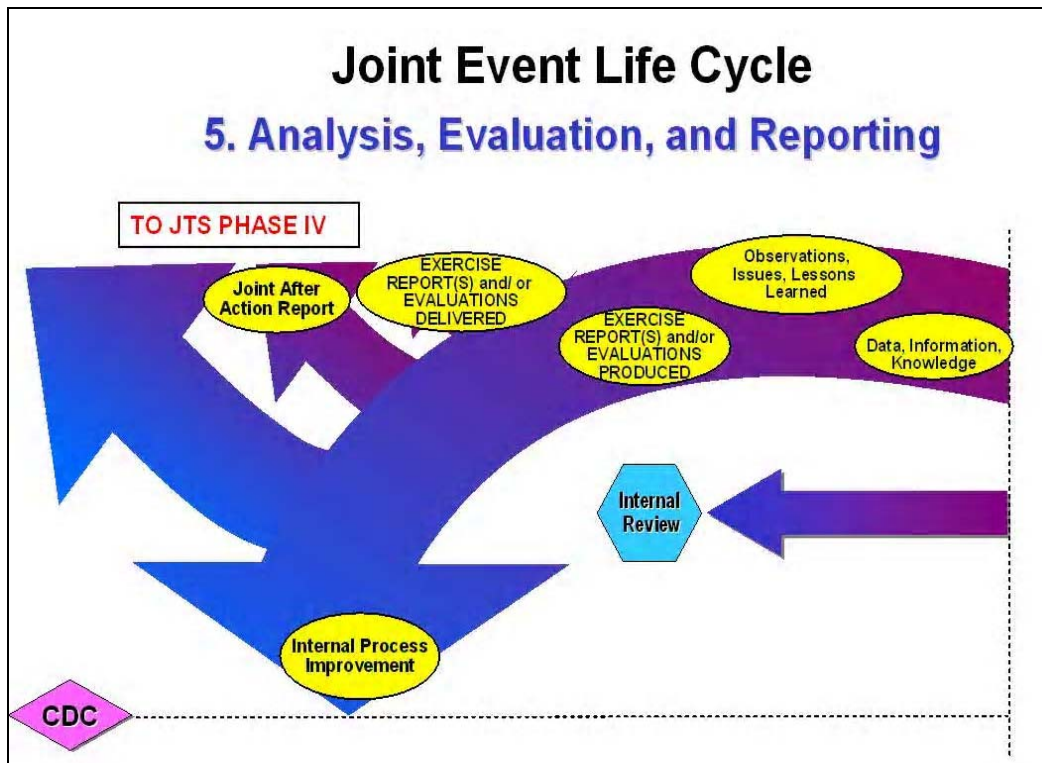 Joint Event Life Cycle
5. Analysis, Evaluation, and Reporting
TO JTS PHASE IV
Joint After
Action Report
EXERCISE
REPORT(S) and/ or
EVALUATIONS
DELIVERED
EXERCISE
REPORT(S) and/or
EVALUATIONS
PRODUCED
Observations,
Issues, Lessons
Learned
Data, Information,
Knowledge
Internal
Review
Internal Process
Improvement
CDC